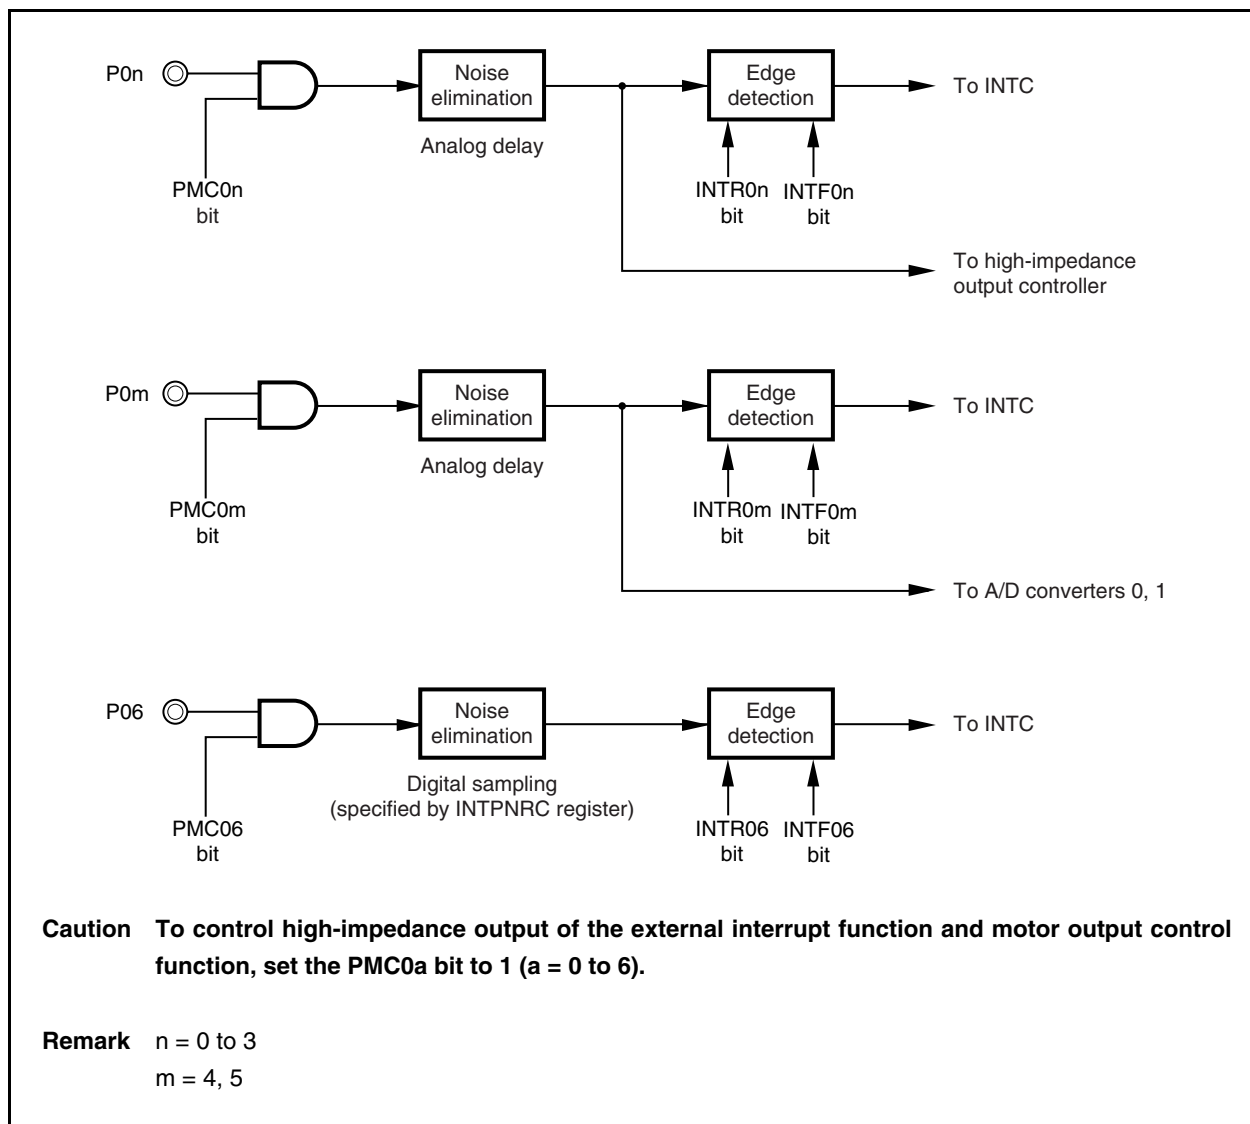 P0n
Noise
elimination
Edge
detection
To INTC
Analog delay
PMC0n
bit
INTR0n
bit
INTF0n
bit
To high-impedance
output controller
P0m
Noise
elimination
Edge
detection
To INTC
Analog delay
PMC0m
bit
INTR0m
bit
INTF0m
bit
To A/D converters 0, 1
P06
Noise
elimination
Edge
detection
To INTC
Digital sampling
(specified by INTPNRC register)
PMC06
bit
INTR06
bit
INTF06
bit
Caution To control high-impedance output of the external interrupt function and motor output control
function, set the PMC0a bit to 1 (a = 0 to 6).
Remark n = 0 to 3
m = 4, 5